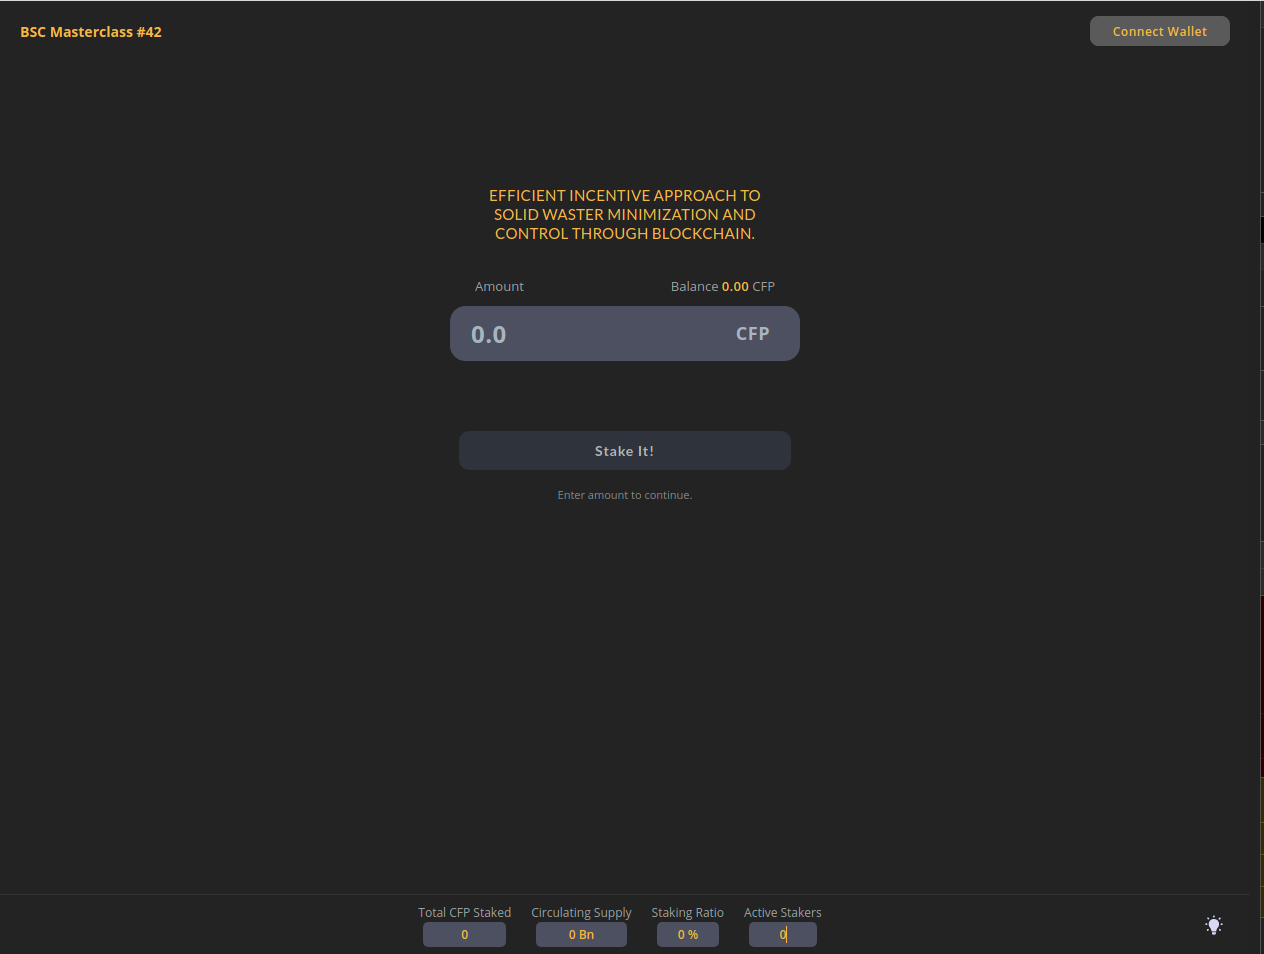 BSC Masterclass #42
Connect Wallet
EFFICIENT INCENTIVE APPROACH TO
SOLID WASTER MINIMIZATION AND
CONTROL THROUGH BLOCKCHAIN.
Amount
Balance 0.00 CFP
0.0
CFP
Stake It!
Enter amount to continue.
Total CFP Staked
Circulating Supply
Staking Ratio
Active Stakers
0
0 Bn
0 %
0